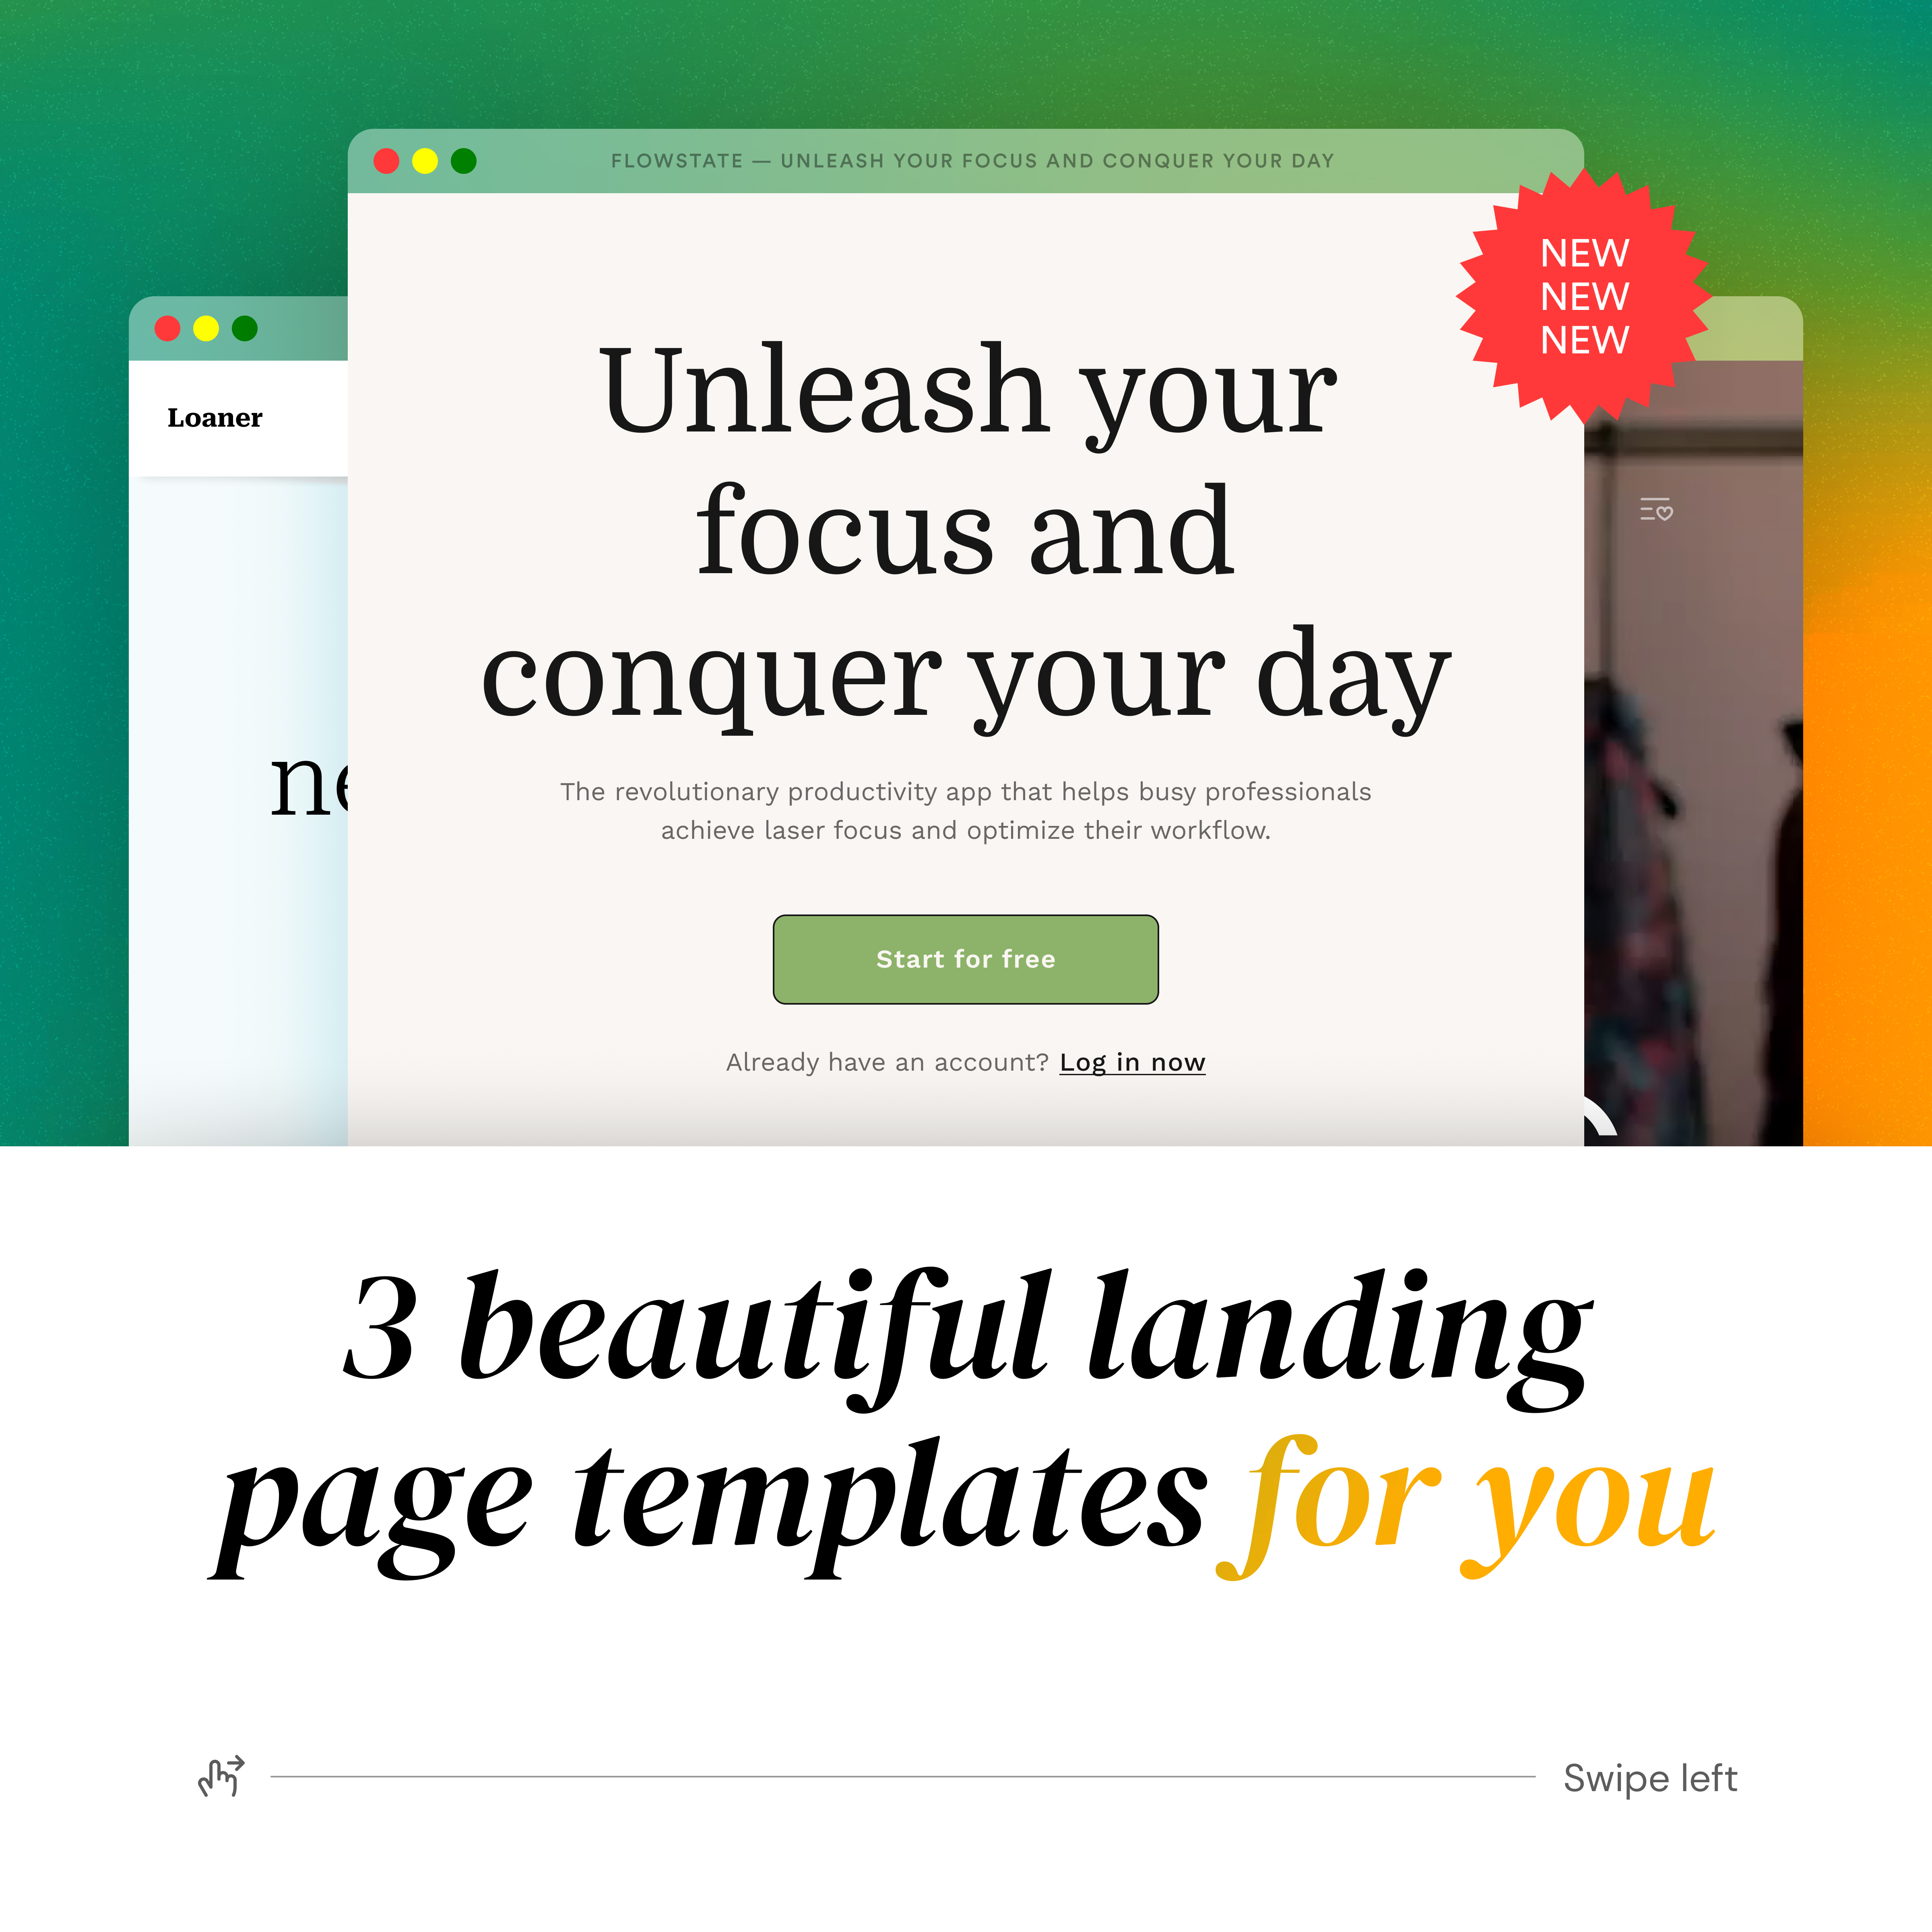 FLOWSTATE — UNLEASH YOUR FOCUS AND CONQUER YOUR DAY
NEW
NEW
NEW
Loaner
Unleash your
focus and
conquer your day
The revolutionary productivity app that helps busy professionals
achieve laser focus and optimize their workflow.
Start for free
Already have an account? Log in now
3 beautiful landing
page templates for you
Swipe left